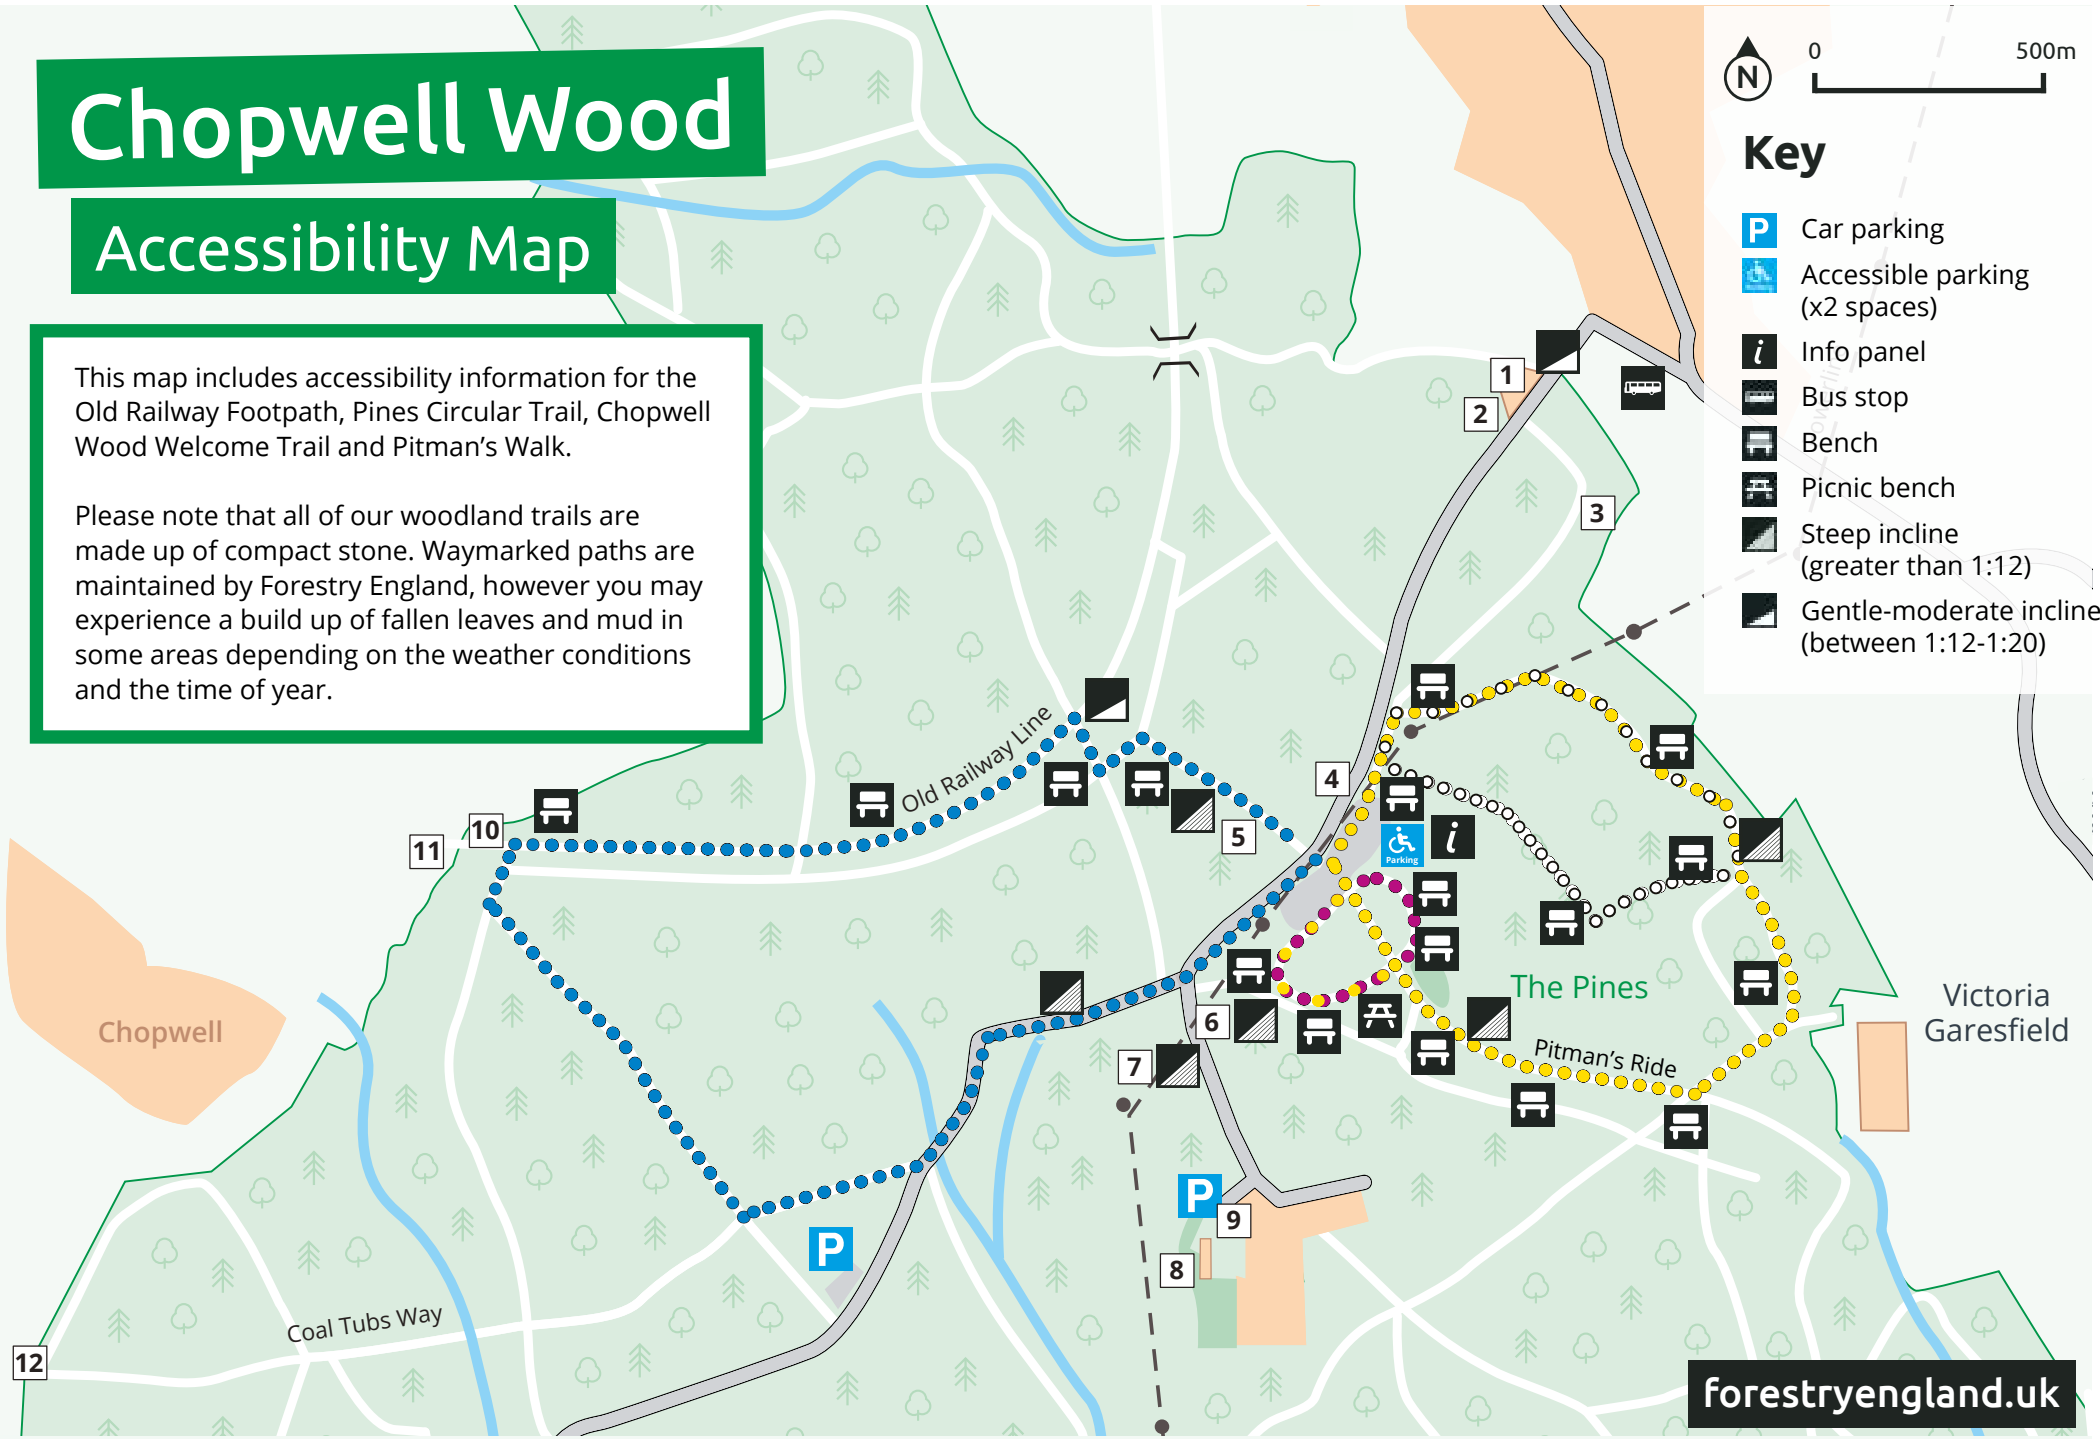 Chopwell Wood
Accessibility Map
This map includes accessibility information for the
Old Railway Footpath, Pines Circular Trail, Chopwell
Wood Welcome Trail and Pitman's Walk.
Please note that all of our woodland trails are
made up of compact stone. Waymarked paths are
maintained by Forestry England, however you may
experience a build up of fallen leaves and mud in
some areas depending on the weather conditions
and the time of year.
N
0 500m
Key
P Car parking
Accessible parking
(x2 spaces)
i Info panel
Bus stop
Bench
Picnic bench
Steep incline
(greater than 1:12)
Gentle-moderate incline
(between 1:12-1:20)
1
2
3
Old Railway Line
4
5
Parking
i
10
11
The Pines
Victoria
Garesfield
Chopwell
6
7
Pitman's Ride
P
9
8
P
Coal Tubs Way
12
forestryengland.uk